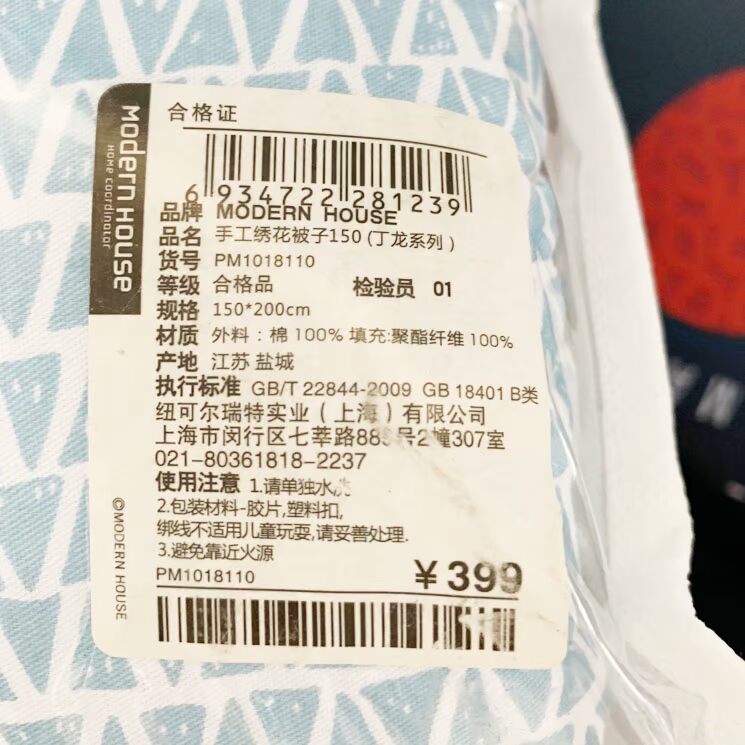 MODERN HOUSE
HOME COORDINATOR
合格证
6 934722 281239
品牌 MODERN HOUSE
品名 手工绣花被子150 (丁龙系列)
货号 PM1018110
等级 合格品 检验员 01
规格 150*200cm
材质 外料：棉 100% 填充:聚酯纤维 100%
产地 江苏 盐城
执行标准 GB/T 22844-2009 GB 18401 B类
纽可尔瑞特实业（上海）有限公司
上海市闵行区七莘路88 号2幢307室
021-80361818-2237
使用注意 1.请单独水洗
2.包装材料-胶片,塑料扣,
绑线不适用儿童玩耍,请妥善处理.
3.避免靠近火源
PM1018110 ¥399
©MODERN HOUSE
M